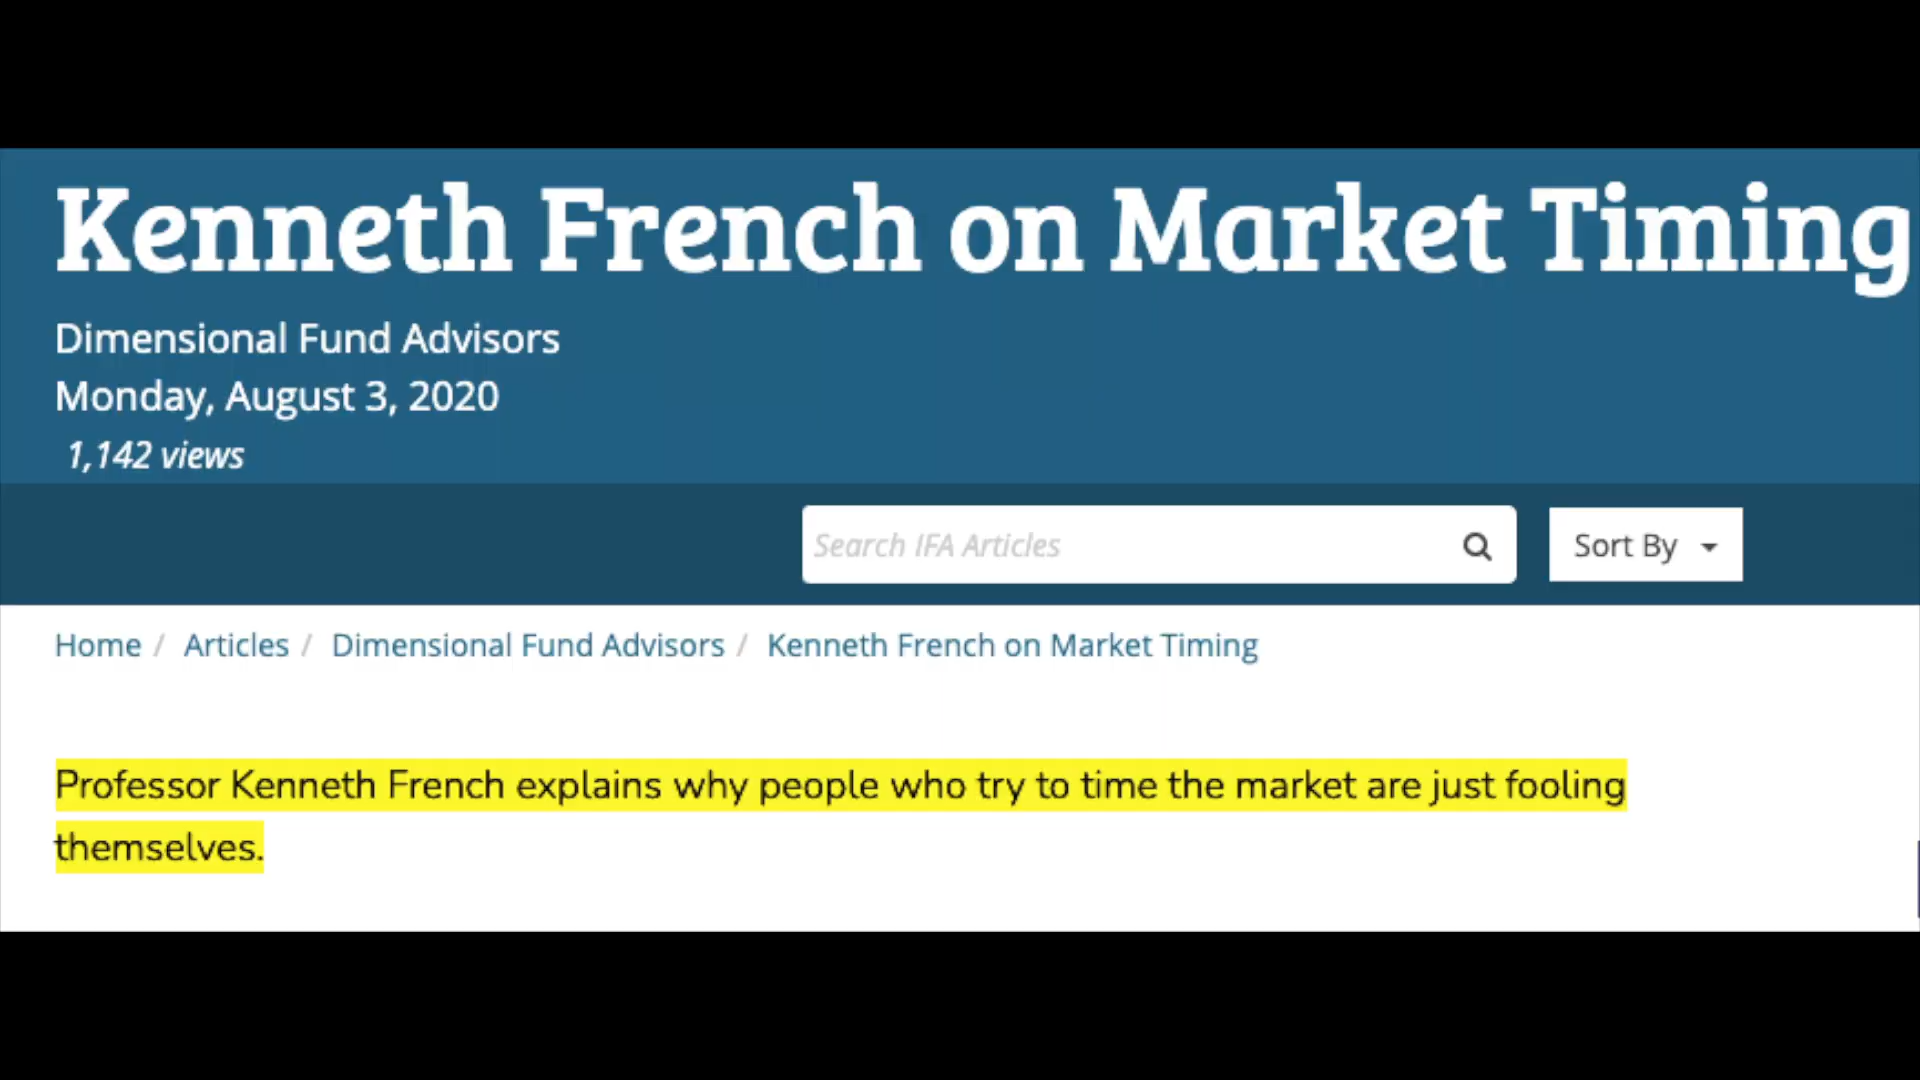 Kenneth French on Market Timing
Dimensional Fund Advisors
Monday, August 3, 2020
1,142 views
Search IFA Articles
Sort By
Home / Articles / Dimensional Fund Advisors / Kenneth French on Market Timing
Professor Kenneth French explains why people who try to time the market are just fooling
themselves.